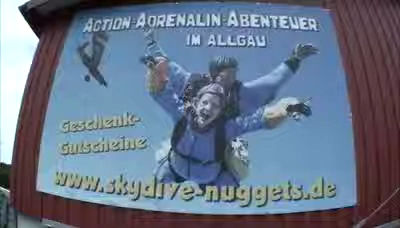 Action-Adrenalin-Abenteuer
im Allgäu
Geschenk-
Gutscheine
www.skydive-nuggets.de